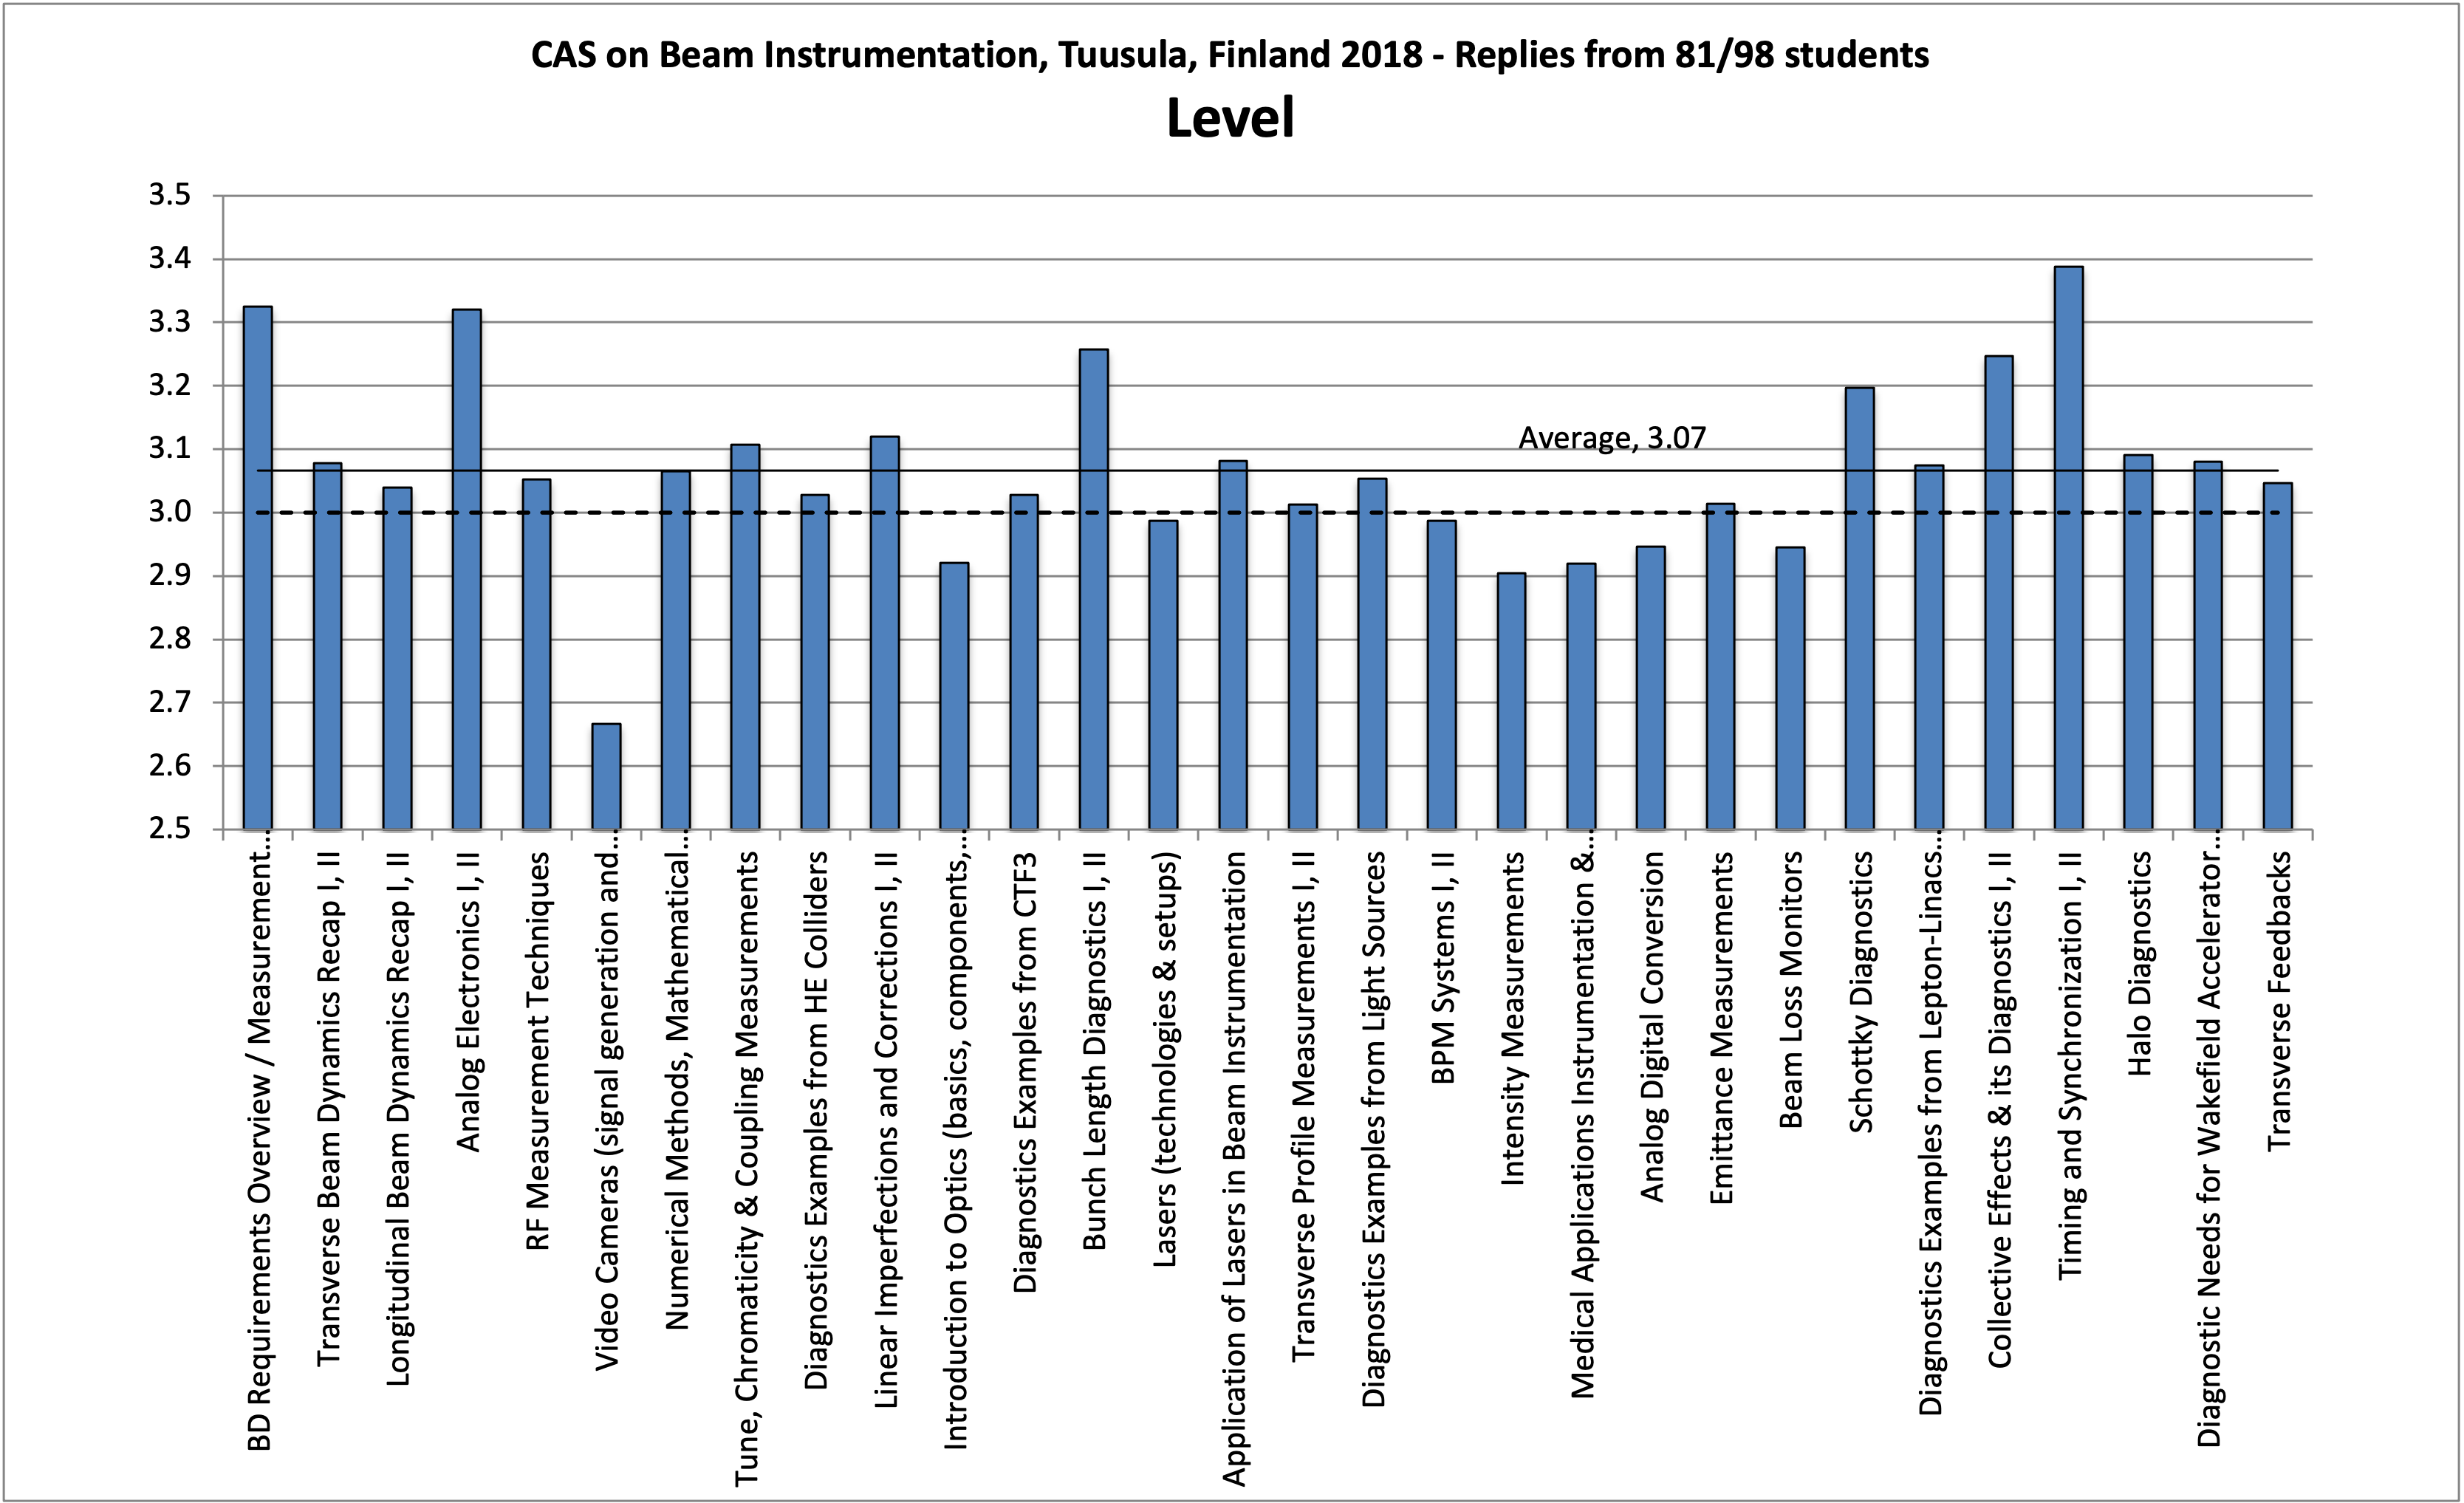 CAS on Beam Instrumentation, Tuusula, Finland 2018 - Replies from 81/98 students
Level
3.5
3.4
3.3
3.2
3.1
3.0
2.9
2.8
2.7
2.6
2.5
Average, 3.07
BD Requirements Overview / Measurement…
Transverse Beam Dynamics Recap I, II
Longitudinal Beam Dynamics Recap I, II
Analog Electronics I, II
RF Measurement Techniques
Video Cameras (signal generation and…
Numerical Methods, Mathematical…
Tune, Chromaticity & Coupling Measurements
Diagnostics Examples from HE Colliders
Linear Imperfections and Corrections I, II
Introduction to Optics (basics, components,…
Diagnostics Examples from CTF3
Bunch Length Diagnostics I, II
Lasers (technologies & setups)
Application of Lasers in Beam Instrumentation
Transverse Profile Measurements I, II
Diagnostics Examples from Light Sources
BPM Systems I, II
Intensity Measurements
Medical Applications Instrumentation &…
Analog Digital Conversion
Emittance Measurements
Beam Loss Monitors
Schottky Diagnostics
Diagnostics Examples from Lepton-Linacs…
Collective Effects & its Diagnostics I, II
Timing and Synchronization I, II
Halo Diagnostics
Diagnostic Needs for Wakefield Accelerator…
Transverse Feedbacks